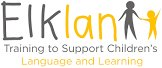 Elklan
Training to Support Children's
Language and Learning